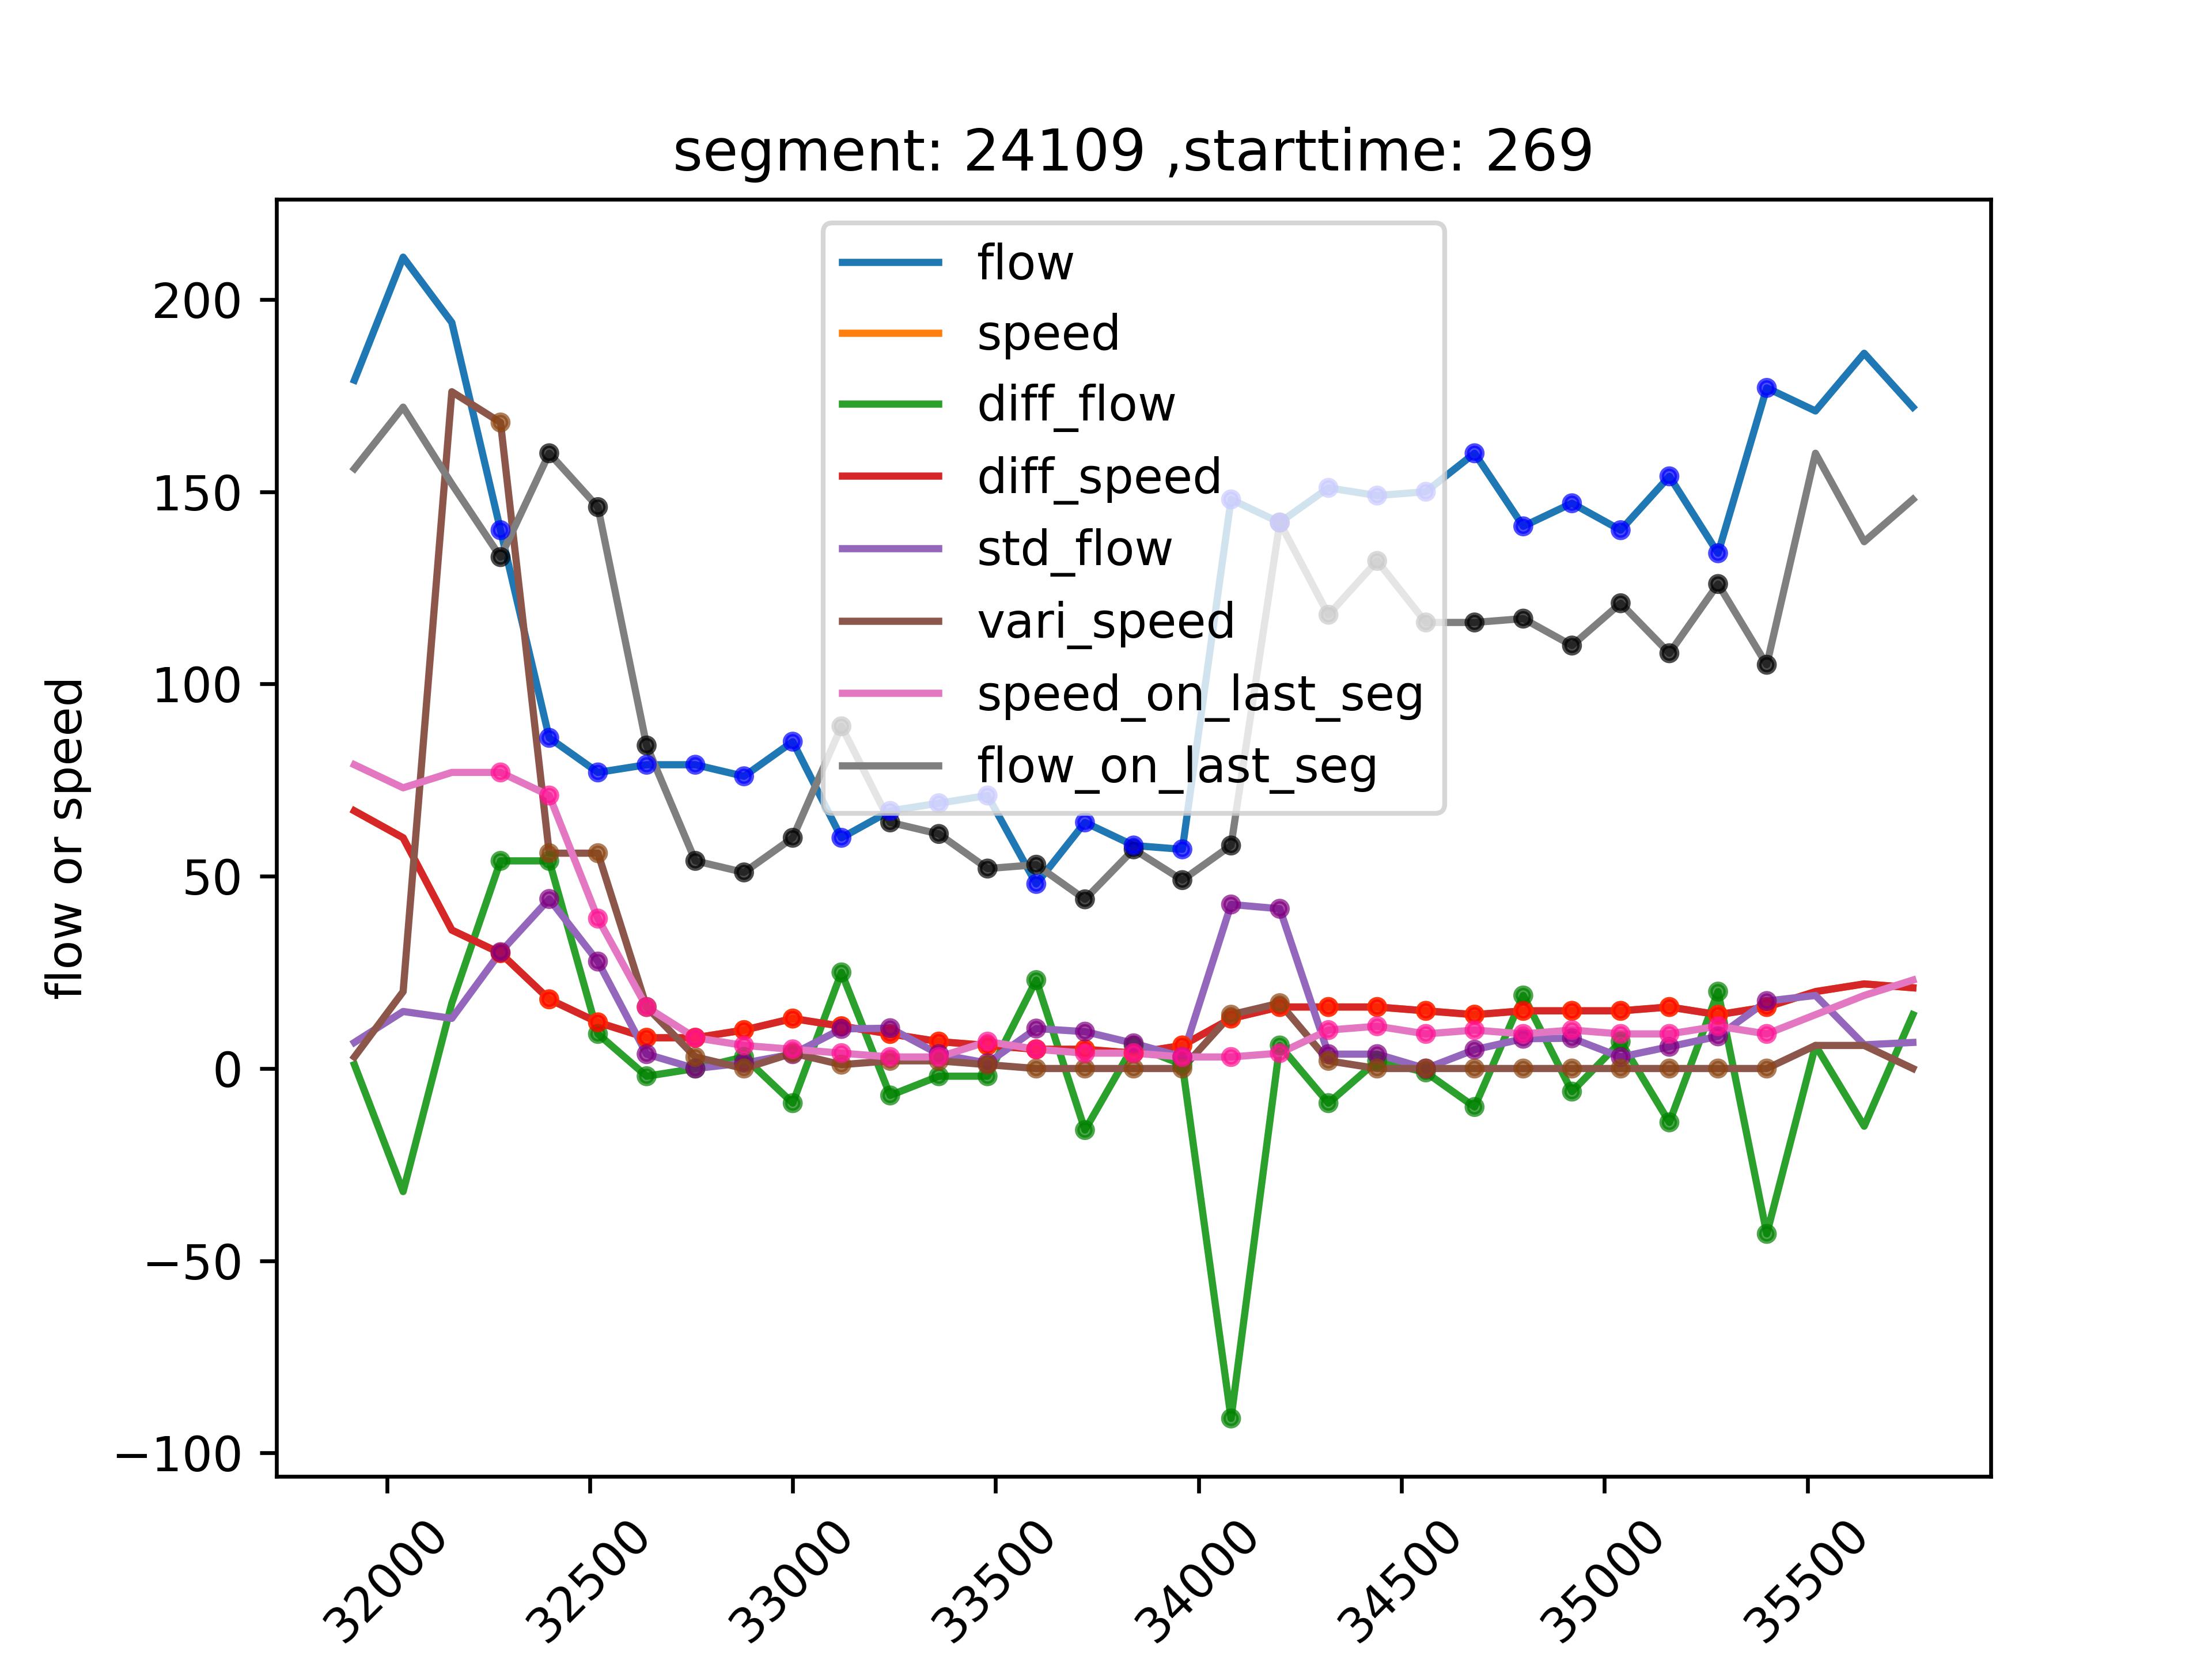 segment: 24109 ,starttime: 269
flow or speed
200
150
100
50
0
−50
−100
flow
speed
diff_flow
diff_speed
std_flow
vari_speed
speed_on_last_seg
flow_on_last_seg
32000
32500
33000
33500
34000
34500
35000
35500